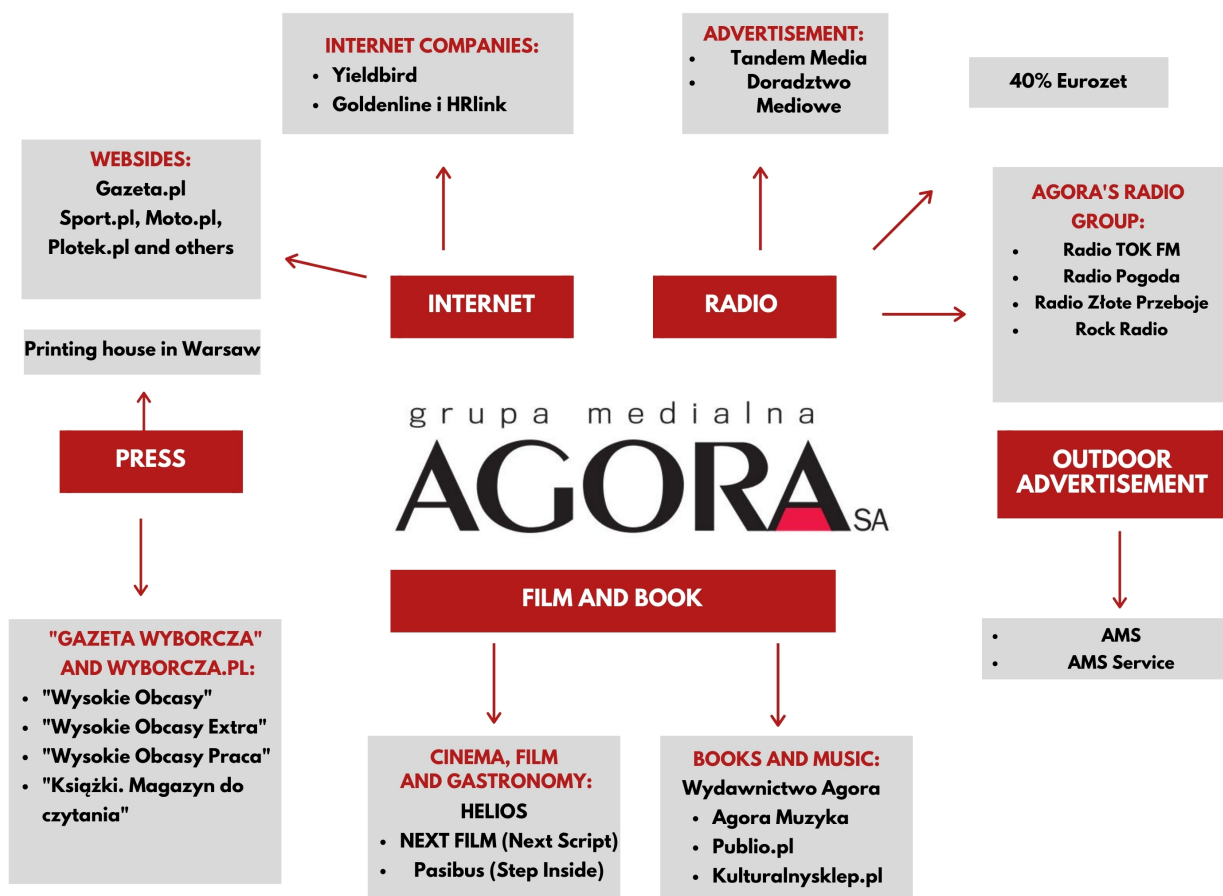 INTERNET COMPANIES:
• Yieldbird
• Goldenline i HRlink
ADVERTISEMENT:
• Tandem Media
• Doradztwo
Mediowe
40% Eurozet
WEBSIDES:
Gazeta.pl
Sport.pl, Moto.pl,
Plotek.pl and others
AGORA'S RADIO
GROUP:
• Radio TOK FM
• Radio Pogoda
• Radio Złote Przeboje
• Rock Radio
INTERNET
RADIO
Printing house in Warsaw
PRESS
grupa medialna
AGORA SA
OUTDOOR
ADVERTISEMENT
FILM AND BOOK
"GAZETA WYBORCZA"
AND WYBORCZA.PL:
• "Wysokie Obcasy"
• "Wysokie Obcasy Extra"
• "Wysokie Obcasy Praca"
• "Książki. Magazyn do
czytania"
• AMS
• AMS Service
CINEMA, FILM
AND GASTRONOMY:
HELIOS
• NEXT FILM (Next Script)
• Pasibus (Step Inside)
BOOKS AND MUSIC:
Wydawnictwo Agora
• Agora Muzyka
• Publio.pl
• Kulturalnysklep.pl